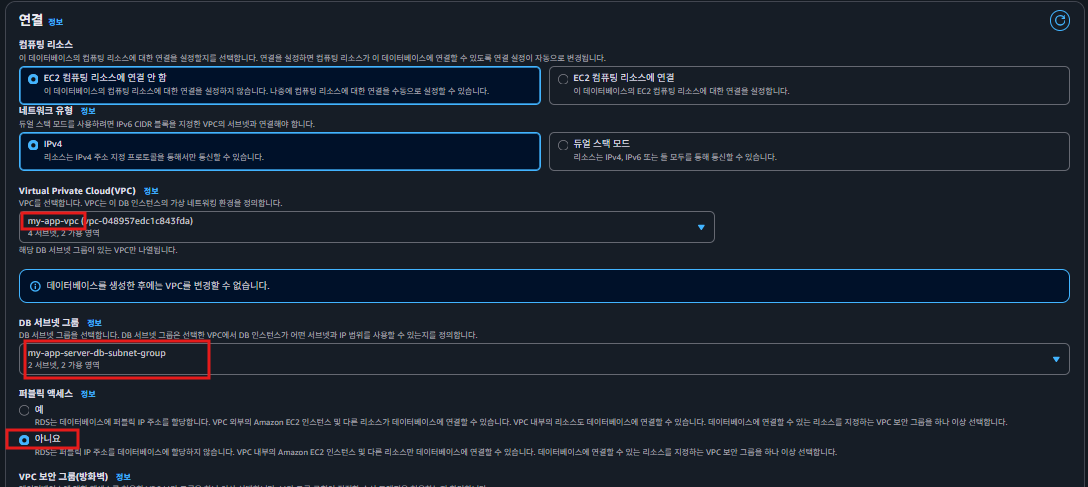 연결 정보
컴퓨팅 리소스
이 데이터베이스의 컴퓨팅 리소스에 대한 연결을 설정할지를 선택합니다. 연결을 설정하면 컴퓨팅 리소스가 이 데이터베이스에 연결할 수 있도록 연결 설정이 자동으로 변경됩니다.
EC2 컴퓨팅 리소스에 연결 안 함
이 데이터베이스의 컴퓨팅 리소스에 대한 연결을 설정하지 않습니다. 나중에 컴퓨팅 리소스에 대한 연결을 수동으로 설정할 수 있습니다.
EC2 컴퓨팅 리소스에 연결
이 데이터베이스의 EC2 컴퓨팅 리소스에 대한 연결을 설정합니다.
네트워크 유형 정보
듀얼 스택 모드를 사용하려면 IPv6 CIDR 블록을 지정한 VPC의 서브넷과 연결해야 합니다.
IPv4
리소스는 IPv4 주소 지정 프로토콜을 통해서만 통신할 수 있습니다.
듀얼 스택 모드
리소스는 IPv4, IPv6 또는 둘 모두를 통해 통신할 수 있습니다.
Virtual Private Cloud(VPC) 정보
VPC를 선택합니다. VPC는 이 DB 인스턴스의 가상 네트워킹 환경을 정의합니다.
my-app-vpc (vpc-048957edc1c843fda)
4 서브넷, 2 가용 영역
해당 DB 서브넷 그룹이 있는 VPC만 나열됩니다.
데이터베이스를 생성한 후에는 VPC를 변경할 수 없습니다.
DB 서브넷 그룹 정보
DB 서브넷 그룹을 선택합니다. DB 서브넷 그룹은 선택한 VPC에서 DB 인스턴스가 어떤 서브넷과 IP 범위를 사용할 수 있는지를 정의합니다.
my-app-server-db-subnet-group
2 서브넷, 2 가용 영역
퍼블릭 액세스 정보
예
RDS는 데이터베이스에 퍼블릭 IP 주소를 할당합니다. VPC 외부의 Amazon EC2 인스턴스 및 다른 리소스가 데이터베이스에 연결할 수 있습니다. VPC 내부의 리소스도 데이터베이스에 연결할 수 있습니다. 데이터베이스에 연결할 수 있는 리소스를 지정하는 VPC 보안 그룹을 하나 이상 선택합니다.
아니요
RDS는 퍼블릭 IP 주소를 데이터베이스에 할당하지 않습니다. VPC 내부의 Amazon EC2 인스턴스 및 다른 리소스만 데이터베이스에 연결할 수 있습니다. 데이터베이스에 연결할 수 있는 리소스를 지정하는 VPC 보안 그룹을 하나 이상 선택합니다.
VPC 보안 그룹(방화벽) 정보